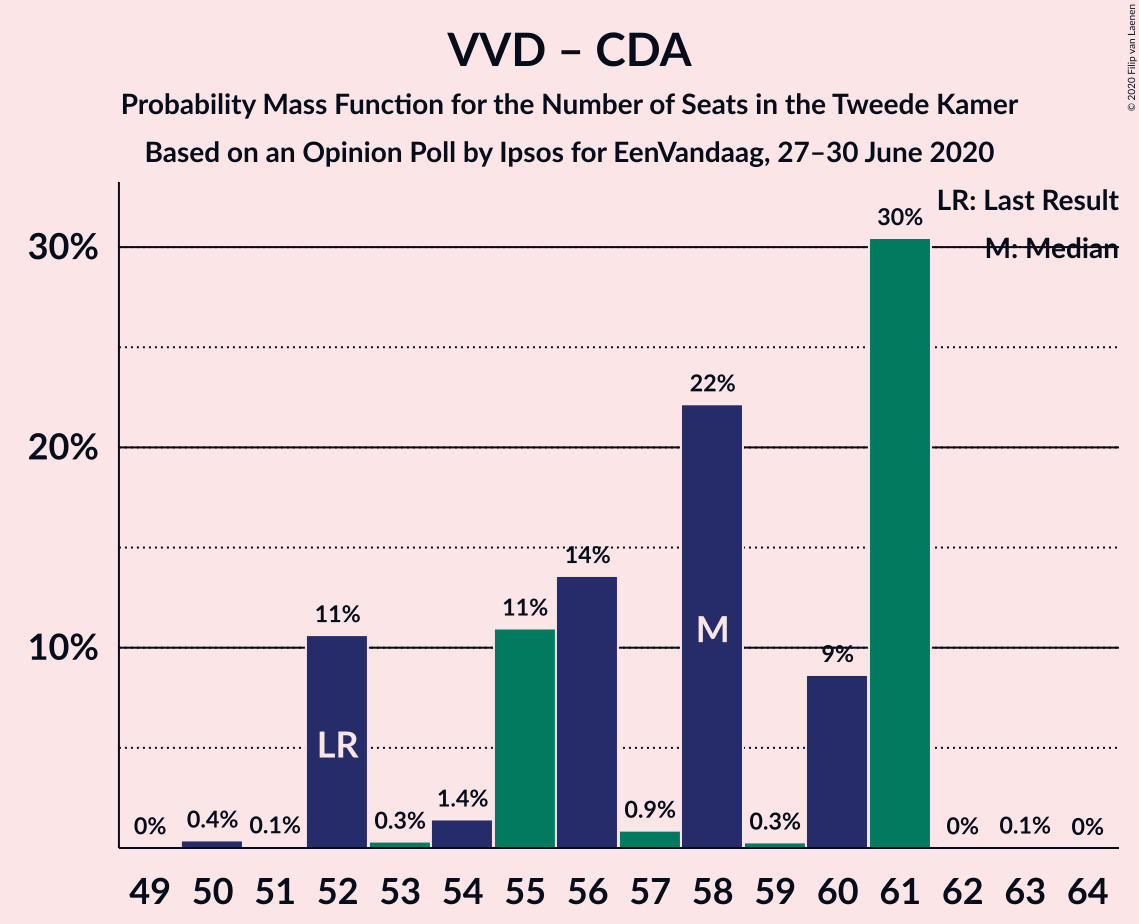 VVD – CDA
Probability Mass Function for the Number of Seats in the Tweede Kamer
Based on an Opinion Poll by Ipsos for EenVandaag, 27–30 June 2020
© 2020 Filip van Laenen
LR: Last Result
M: Median
30%
20%
10%
0%
0.4%
0.1%
11%
0.3%
1.4%
11%
14%
0.9%
22%
0.3%
9%
30%
0%
0.1%
0%
LR
M
49 50 51 52 53 54 55 56 57 58 59 60 61 62 63 64